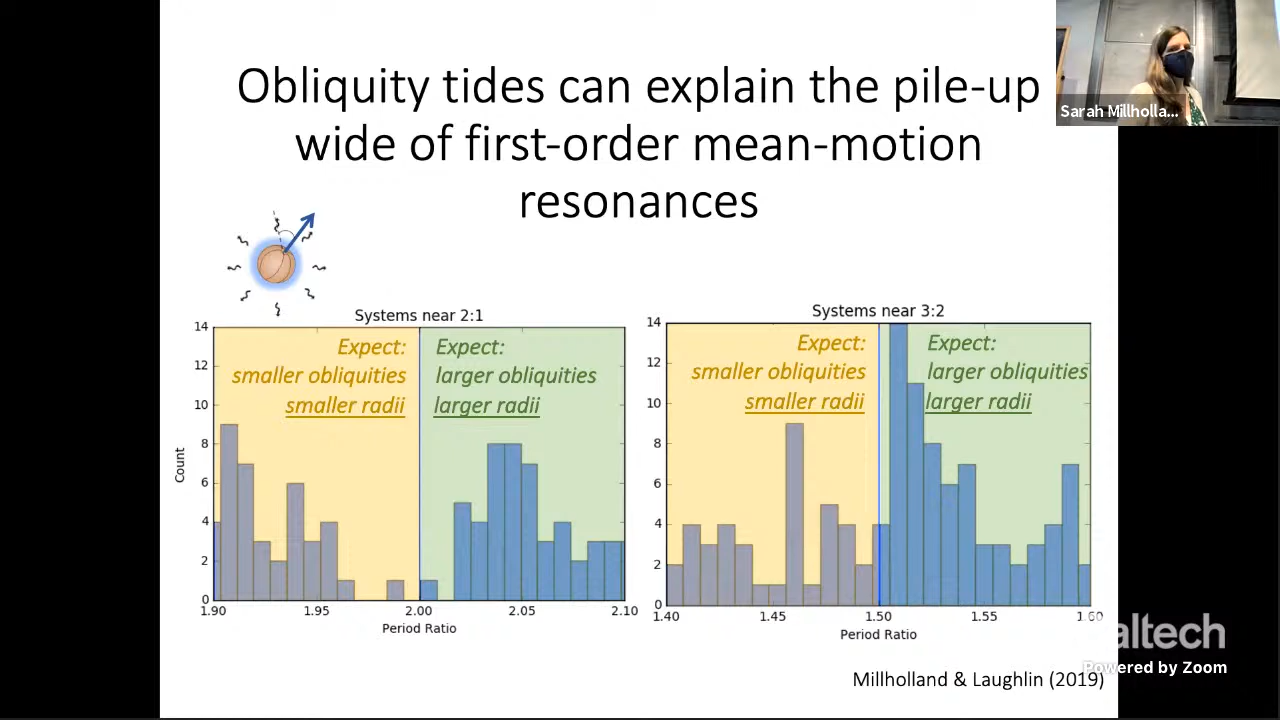 Obliquity tides can explain the pile-up
wide of first-order mean-motion
resonances
Sarah Millholla...
Systems near 2:1
Expect:
smaller obliquities
smaller radii
Expect:
larger obliquities
larger radii
14
12
10
8
6
4
2
0
Count
1.90
1.95
2.00
2.05
2.10
Period Ratio
Systems near 3:2
Expect:
smaller obliquities
smaller radii
Expect:
larger obliquities
larger radii
14
12
10
8
6
4
2
0
1.40
1.45
1.50
1.55
1.60
Period Ratio
altech
Powered by Zoom
Millholland & Laughlin (2019)